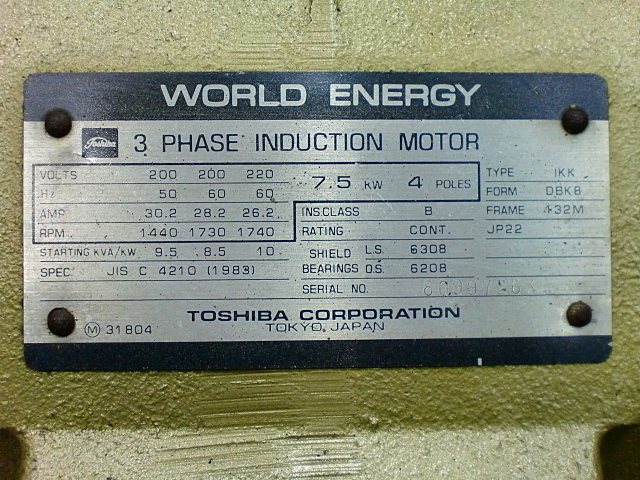 WORLD ENERGY
Toshiba 3 PHASE INDUCTION MOTOR
VOLTS 200 200 220
Hz 50 60 60
AMP. 30.2 28.2 26.2
RPM. 1440 1730 1740
7.5 KW 4 POLES
TYPE IKK
FORM DBKB
FRAME 132M
JP22
INS.CLASS B
RATING CONT.
SHIELD L.S. 6308
BEARINGS O.S. 6208
SERIAL NO.
STARTING KVA/KW 9.5 8.5 10
SPEC. JIS C 4210 (1983)
TOSHIBA CORPORATION
TOKYO, JAPAN
M 31804